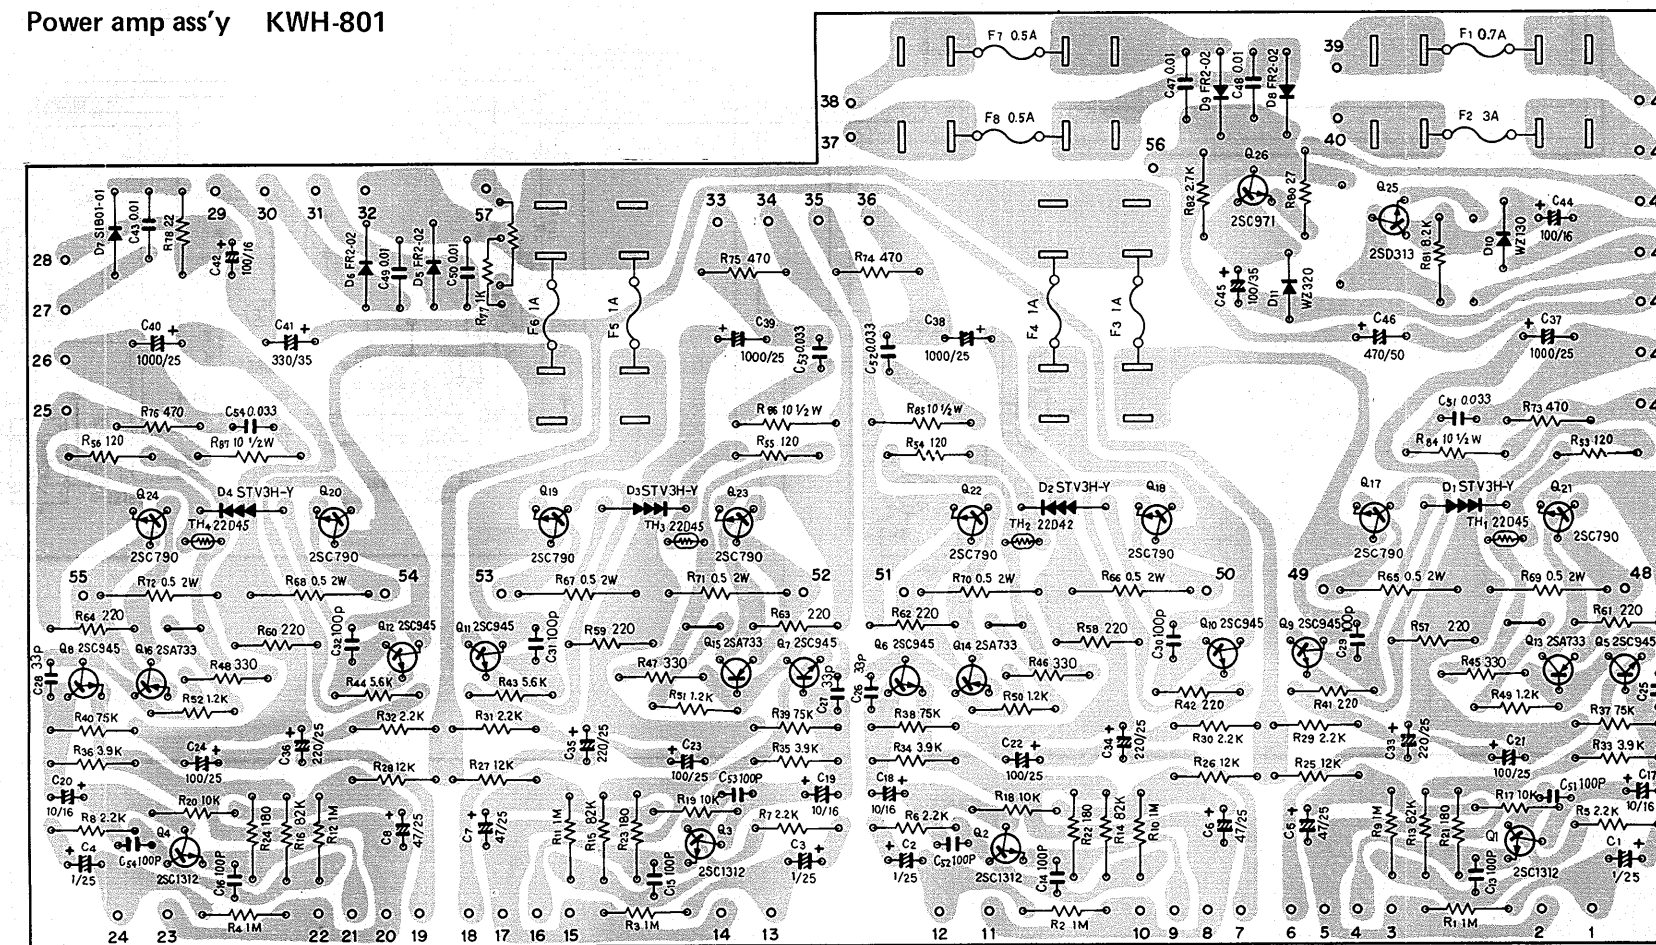 Power amp ass'y KWH-801
F7 0.5A
F1 0.7A
39
C47 0.01
D9 FR2-02
C48 0.01
D8 FR2-02
38
37
F8 0.5A
F2 3A
40
56
Q26
2SC971
R82 2.7K
R80 27
Q25
2SD313
R81 8.2K
D10
WZ130
C44
100/16
D7 SIB01-01
C43 0.01
R78 22
29
30
31
32
57
33
34
35
36
C42
100/16
D6 FR2-02
C49 0.01
D5 FR2-02
C50 0.01
R77 1K
28
27
26
25
R75 470
R74 470
C45
100/35
D11
WZ320
F6 1A
F5 1A
F4 1A
F3 1A
C40
1000/25
C41
330/35
C39
1000/25
C53 0.033
C52 0.033
C38
1000/25
C46
470/50
C37
1000/25
R76 470
C54 0.033
R86 10 1/2 W
R85 10 1/2 W
C51 0.033
R73 470
R56 120
R87 10 1/2 W
R55 120
R54 120
R84 10 1/2 W
R53 120
Q24
D4 STV3H-Y
Q20
Q19
D3 STV3H-Y
Q23
Q22
D2 STV3H-Y
Q18
Q17
D1 STV3H-Y
Q21
TH4 22D45
TH3 22D45
TH2 22D42
TH1 22D45
2SC790
2SC790
2SC790
2SC790
2SC790
2SC790
2SC790
2SC790
55
R72 0.5 2W
R68 0.5 2W
54
53
R67 0.5 2W
R71 0.5 2W
52
51
R70 0.5 2W
R66 0.5 2W
50
49
R65 0.5 2W
R69 0.5 2W
48
R64 220
R60 220
C32 100p
Q12 2SC945
Q11 2SC945
C31 100p
R59 220
R63 220
R62 220
R58 220
C30 100p
Q10 2SC945
Q9 2SC945
C29 100p
R57 220
R61 220
C28 33p
Q8 2SC945
Q16 2SA733
Q15 2SA733
Q7 2SC945
C27 33p
C26 33p
Q6 2SC945
Q14 2SA733
Q13 2SA733
Q5 2SC945
C25
R48 330
R44 5.6K
R43 5.6K
R47 330
R46 330
R45 330
R52 1.2K
R51 1.2K
R50 1.2K
R49 1.2K
R42 220
R41 220
R40 75K
R32 2.2K
R31 2.2K
R39 75K
R38 75K
R30 2.2K
R29 2.2K
R37 75K
R36 3.9K
C24
100/25
C36
220/25
C35
220/25
C23
100/25
R35 3.9K
R34 3.9K
C22
100/25
C34
220/25
C33
220/25
C21
100/25
R33 3.9K
R28 12K
R27 12K
R26 12K
R25 12K
C20
10/16
R20 10K
R19 10K
C53 100P
C19
10/16
C18
10/16
R18 10K
R17 10K
C51 100P
C17
10/16
R8 2.2K
R24 180
R16 82K
R12 1M
C8
47/25
C7
47/25
R11 1M
R15 82K
R23 180
R7 2.2K
R6 2.2K
R22 180
R14 82K
R10 1M
C6
47/25
C5
47/25
R9 1M
R13 82K
R21 180
R5 2.2K
C4
1/25
C54 100P
Q4
2SC1312
C16 100P
C15 100P
Q3
2SC1312
C3
1/25
C2
1/25
C52 100P
Q2
2SC1312
C14 100P
Q1
2SC1312
C1
1/25
R4 1M
R3 1M
R2 1M
R1 1M
24 23 22 21 20 19 18 17 16 15 14 13 12 11 10 9 8 7 6 5 4 3 2 1